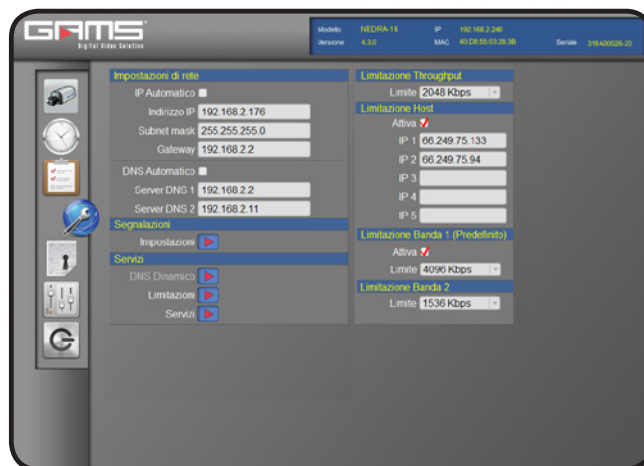 GAMS
Digital Video Solution
Modello NEDRA-16 IP 192.168.2.246
Versione 4.3.0 MAC 40:D8:55:03:28:3B Seriale 318A00026-20
Impostazioni di rete
IP Automatico
Indirizzo IP 192.168.2.176
Subnet mask 255.255.255.0
Gateway 192.168.2.2
DNS Automatico
Server DNS 1 192.168.2.2
Server DNS 2 192.168.2.11
Segnalazioni
Impostazioni
Servizi
DNS Dinamico
Limitazioni
Servizi
Limitazione Throughput
Limite 2048 Kbps
Limitazione Host
Attiva
IP 1 66.249.75.133
IP 2 66.249.75.94
IP 3
IP 4
IP 5
Limitazione Banda 1 (Predefinito)
Attiva
Limite 4096 Kbps
Limitazione Banda 2
Limite 1536 Kbps